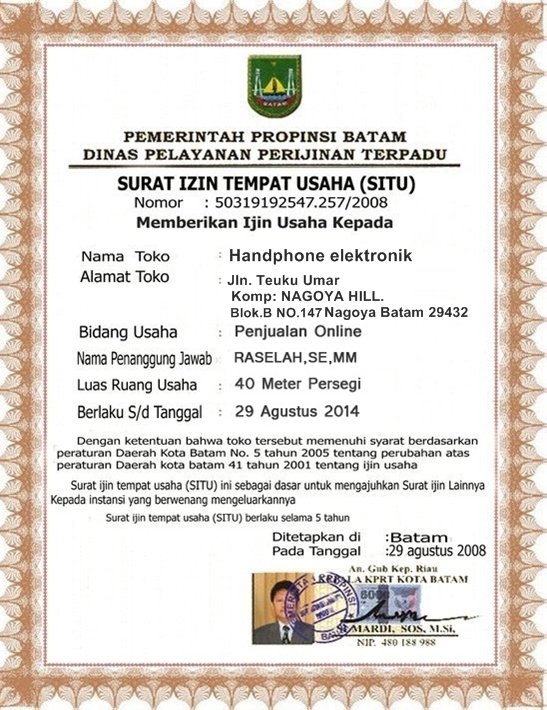 BATAM
PEMERINTAH PROPINSI BATAM
DINAS PELAYANAN PERIJINAN TERPADU
SURAT IZIN TEMPAT USAHA (SITU)
Nomor : 50319192547.257/2008
Memberikan Ijin Usaha Kepada
Nama Toko : Handphone elektronik
Alamat Toko : Jln. Teuku Umar
Komp: NAGOYA HILL.
Blok.B NO.147 Nagoya Batam 29432
Bidang Usaha : Penjualan Online
Nama Penanggung Jawab : RASELAH,SE,MM
Luas Ruang Usaha : 40 Meter Persegi
Berlaku S/d Tanggal : 29 Agustus 2014
Dengan ketentuan bahwa toko tersebut memenuhi syarat berdasarkan
peraturan Daerah Kota Batam No. 5 tahun 2005 tentang perubahan atas
peraturan Daerah kota batam 41 tahun 2001 tentang ijin usaha
Surat ijin tempat usaha (SITU) ini sebagai dasar untuk mengajuhkan Surat ijin Lainnya
Kepada instansi yang berwenang mengeluarkannya
Surat ijin tempat usaha (SITU) berlaku selama 5 tahun
Ditetapkan di :Batam
Pada Tanggal :29 agustus 2008
An. Gub Kep. Riau
LA KPRT KOTA BATAM
6000
MARDI, SOS, M.Si,
NIP. 480 188 988